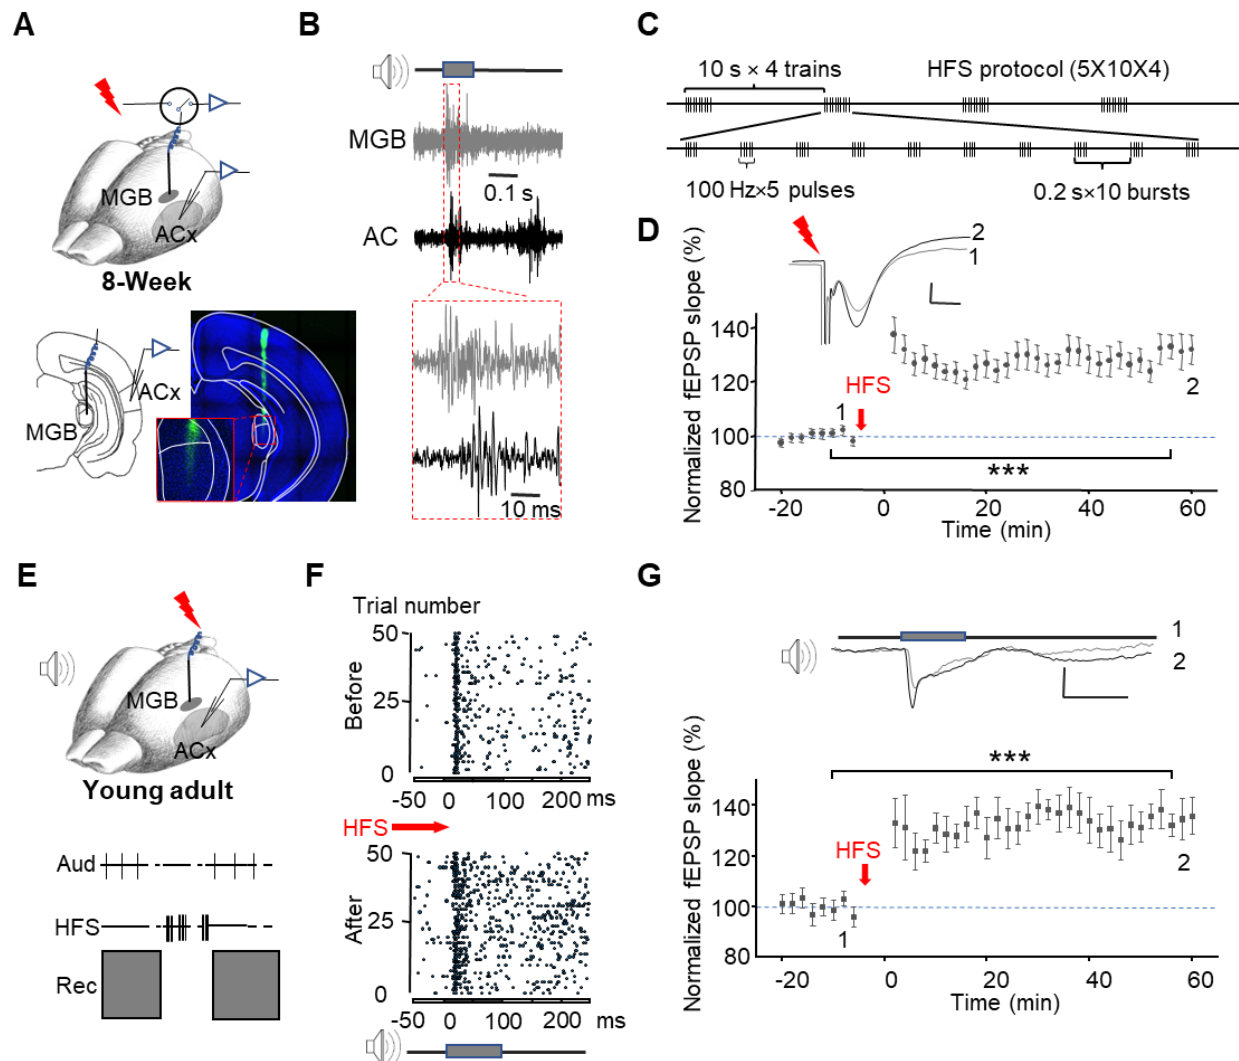 A
MGB
ACx
8-Week
MGB
ACx
B
MGB
0.1 s
AC
10 ms
C
10 s × 4 trains
HFS protocol (5X10X4)
100 Hz×5 pulses
0.2 s×10 bursts
D
Normalized fEPSP slope (%)
140
120
100
80
2
1
HFS
1
2
***
-20
0
20
40
60
Time (min)
E
MGB
ACx
Young adult
Aud
HFS
Rec
F
Trial number
Before
50
25
0
-50
0
100
200
ms
HFS
After
50
25
0
-50
0
100
200
ms
G
1
2
Normalized fEPSP slope (%)
140
120
100
80
***
HFS
1
2
-20
0
20
40
60
Time (min)